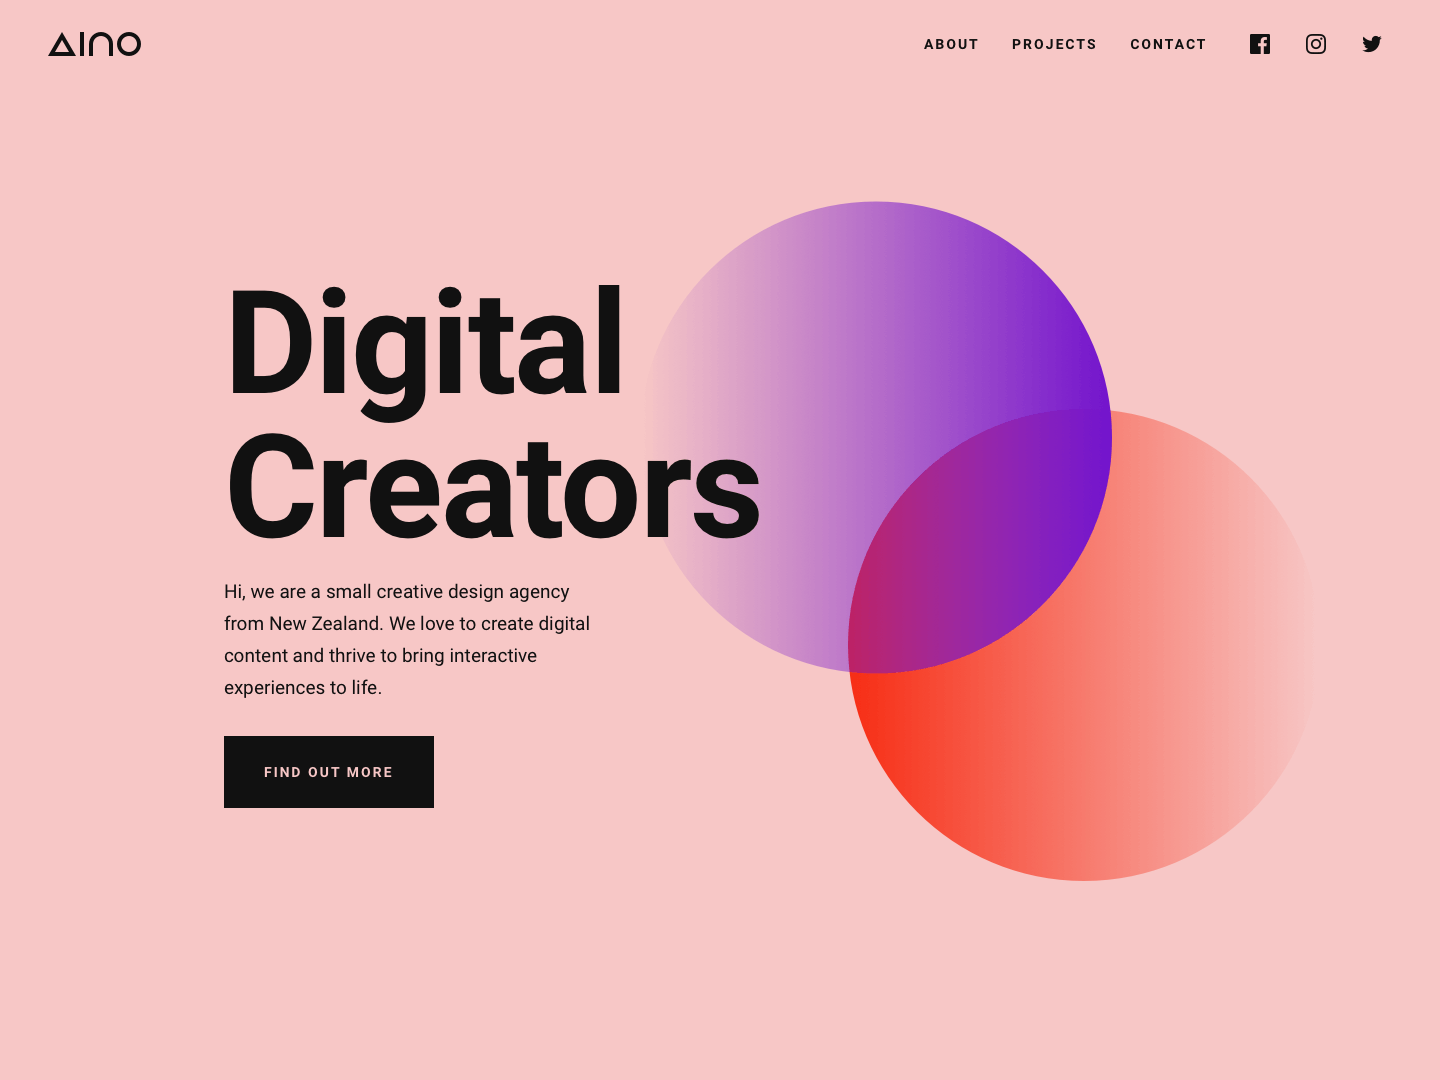 AINO
ABOUT PROJECTS CONTACT
Digital
Creators
Hi, we are a small creative design agency
from New Zealand. We love to create digital
content and thrive to bring interactive
experiences to life.
FIND OUT MORE